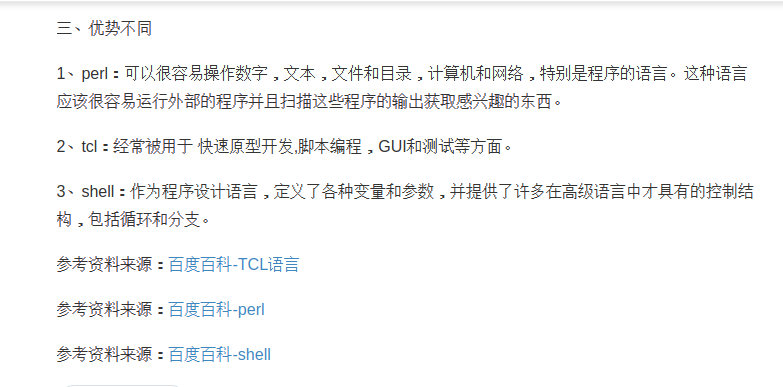 三、优势不同
1、perl：可以很容易操作数字，文本，文件和目录，计算机和网络，特别是程序的语言。这种语言
应该很容易运行外部的程序并且扫描这些程序的输出获取感兴趣的东西。
2、tcl：经常被用于 快速原型开发,脚本编程，GUI和测试等方面。
3、shell：作为程序设计语言，定义了各种变量和参数，并提供了许多在高级语言中才具有的控制结
构，包括循环和分支。
参考资料来源：百度百科-TCL语言
参考资料来源：百度百科-perl
参考资料来源：百度百科-shell